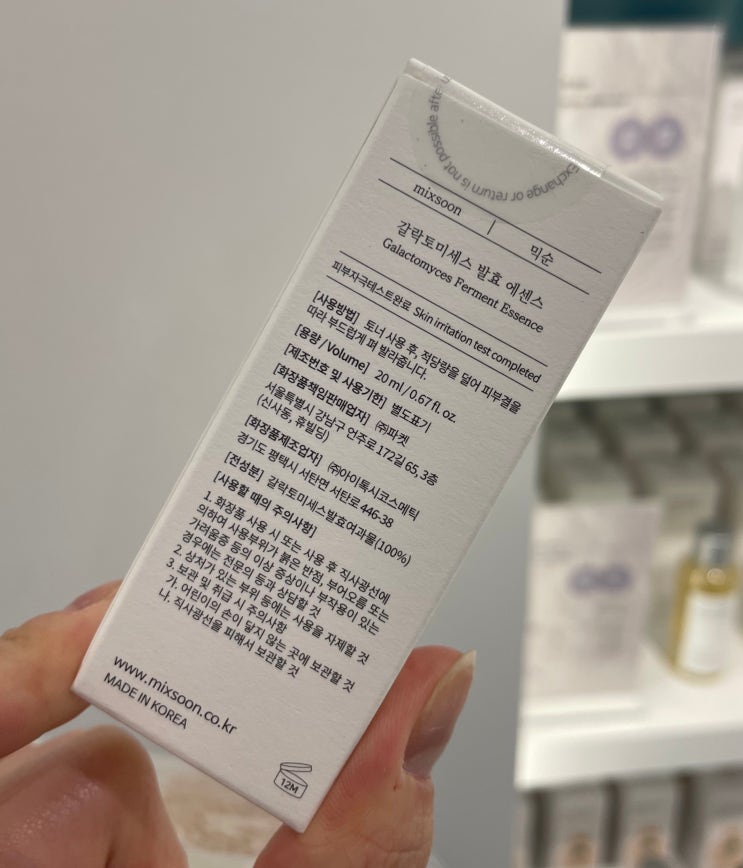 Exchange or return is not possible afte
mixsoon | 믹순
갈락토미세스 발효 에센스
Galactomyces Ferment Essence
피부자극테스트완료 Skin irritation test completed
[사용방법] 토너 사용 후, 적당량을 덜어 피부결을
따라 부드럽게 펴 발라줍니다.
[용량 / Volume] 20 ml / 0.67 fl. oz.
[제조번호 및 사용기한] 별도표기
[화장품책임판매업자] ㈜파켓
서울특별시 강남구 언주로 172길 65, 3층
(신사동, 휴빌딩)
[화장품제조업자] ㈜아이톡시코스메틱
경기도 평택시 서탄면 서탄로 446-38
[전성분] 갈락토미세스발효여과물(100%)
[사용할 때의 주의사항]
1. 화장품 사용 시 또는 사용 후 직사광선에
의하여 사용부위가 붉은 반점, 부어오름 또는
가려움증 등의 이상 증상이나 부작용이 있는
경우에는 전문의 등과 상담할 것
2. 상처가 있는 부위 등에는 사용을 자제할 것
3. 보관 및 취급 시 주의사항
가. 어린이의 손이 닿지 않는 곳에 보관할 것
나. 직사광선을 피해서 보관할 것
www.mixsoon.co.kr
MADE IN KOREA
12M